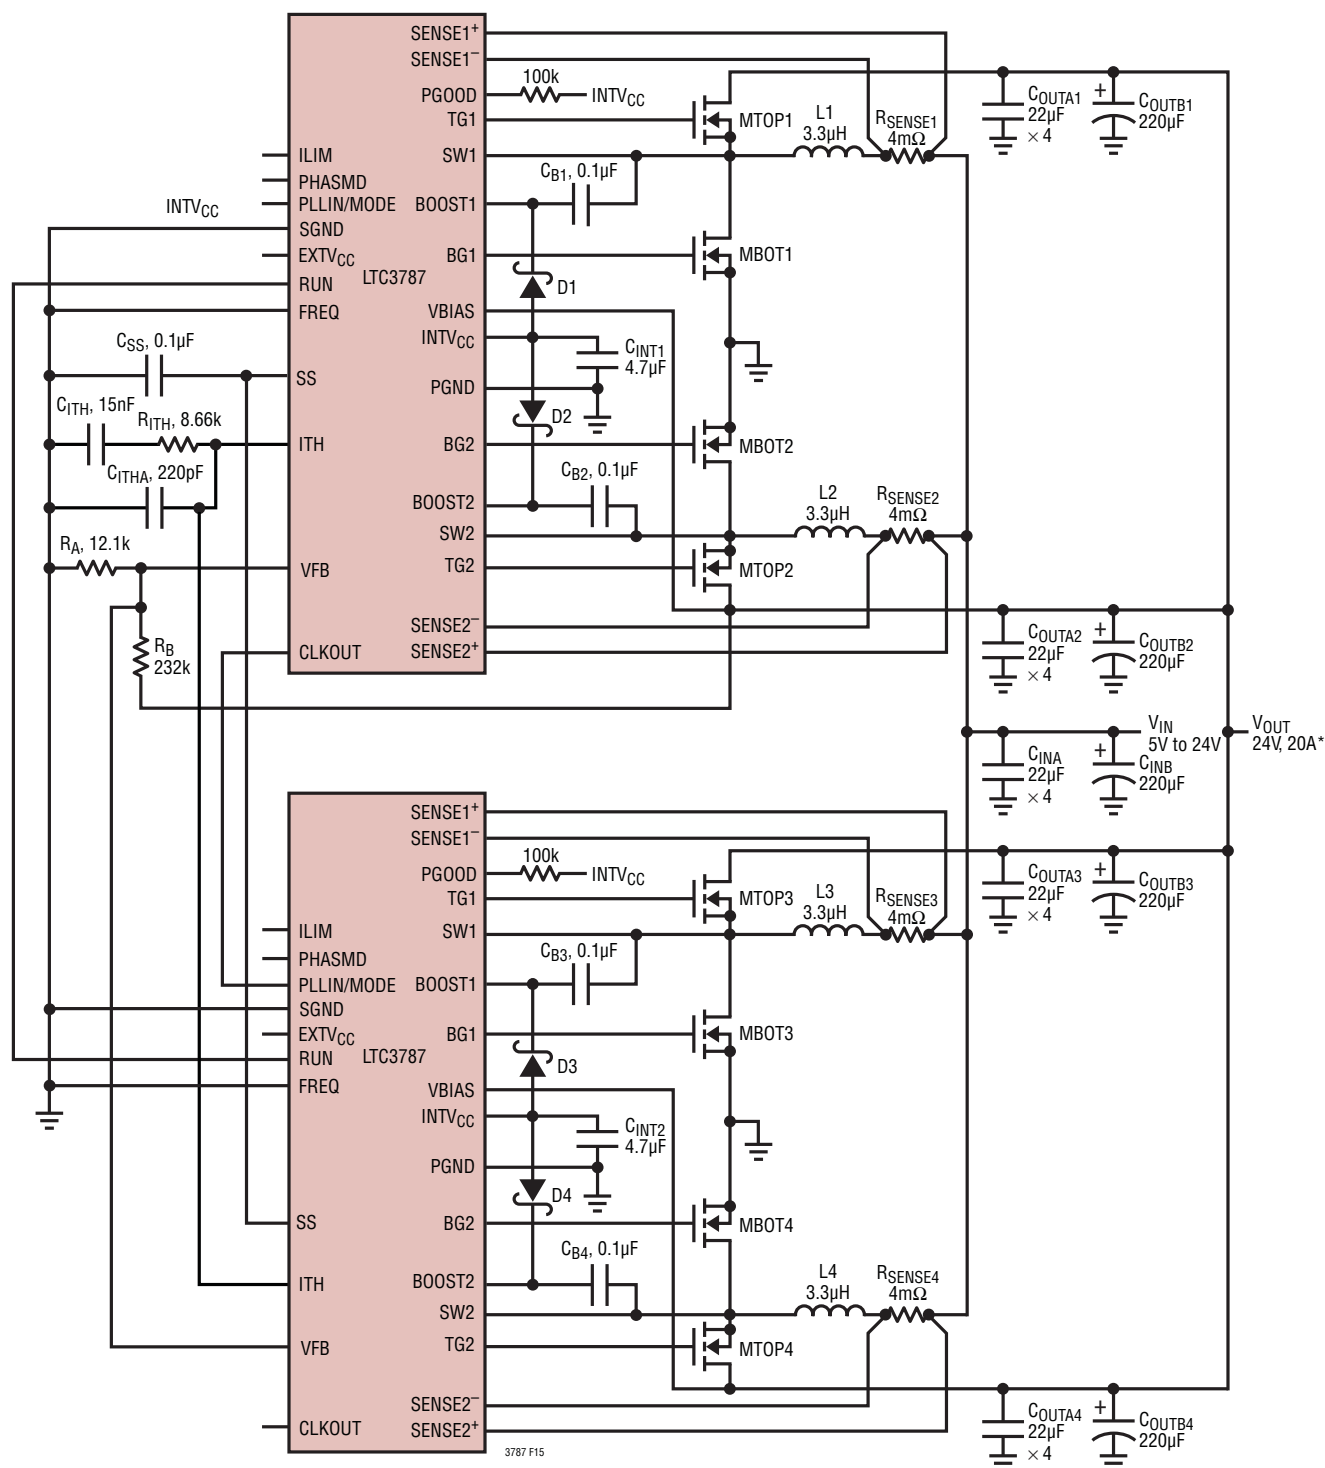 SENSE1+
SENSE1–
PGOOD
100k
INTVCC
TG1
MTOP1
L1
3.3µH
RSENSE1
4mΩ
COUTA1
22µF
× 4
+
COUTB1
220µF
ILIM
SW1
PHASMD
CB1, 0.1µF
PLLIN/MODE
BOOST1
INTVCC
SGND
EXTVCC
BG1
MBOT1
LTC3787
RUN
D1
FREQ
VBIAS
INTVCC
CSS, 0.1µF
CINT1
4.7µF
SS
PGND
CITH, 15nF
RITH, 8.66k
D2
ITH
BG2
MBOT2
CITHA, 220pF
CB2, 0.1µF
BOOST2
L2
3.3µH
RSENSE2
4mΩ
SW2
RA, 12.1k
VFB
TG2
MTOP2
SENSE2–
RB
232k
CLKOUT
SENSE2+
COUTA2
22µF
× 4
+
COUTB2
220µF
VIN
5V to 24V
VOUT
24V, 20A*
CINA
22µF
× 4
+
CINB
220µF
SENSE1+
SENSE1–
PGOOD
100k
INTVCC
TG1
MTOP3
L3
3.3µH
RSENSE3
4mΩ
COUTA3
22µF
× 4
+
COUTB3
220µF
ILIM
SW1
PHASMD
CB3, 0.1µF
PLLIN/MODE
BOOST1
SGND
EXTVCC
BG1
MBOT3
RUN
LTC3787
D3
FREQ
VBIAS
INTVCC
CINT2
4.7µF
PGND
D4
SS
BG2
MBOT4
CB4, 0.1µF
ITH
BOOST2
L4
3.3µH
RSENSE4
4mΩ
SW2
VFB
TG2
MTOP4
SENSE2–
CLKOUT
SENSE2+
COUTA4
22µF
× 4
+
COUTB4
220µF
3787 F15